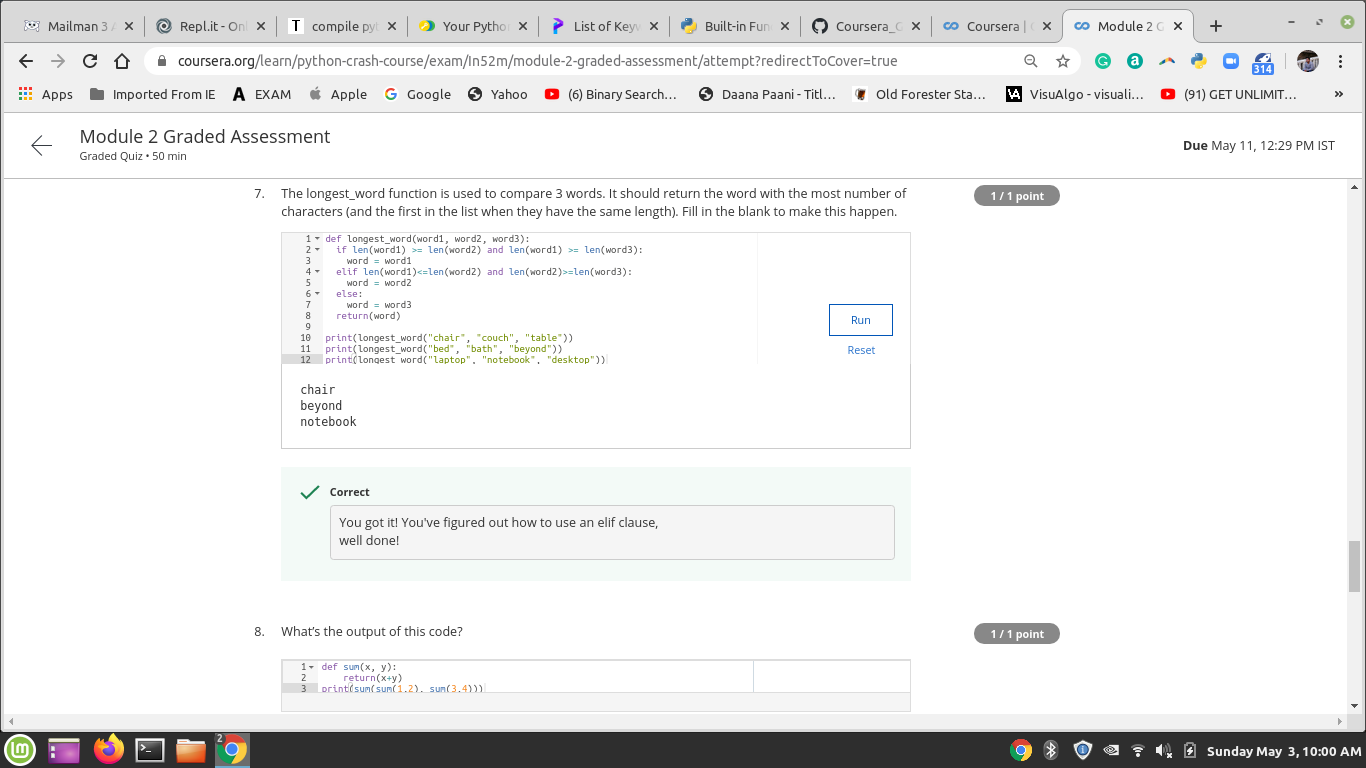 Mailman 3 A
Repl.it - Onl
compile pyt
Your Python
List of Keyw
Built-in Fun
Coursera_G
Coursera | C
Module 2 G
coursera.org/learn/python-crash-course/exam/In52m/module-2-graded-assessment/attempt?redirectToCover=true
314
Apps
Imported From IE
EXAM
Apple
Google
Yahoo
(6) Binary Search...
Daana Paani - Titl...
Old Forester Sta...
VisuAlgo - visuali...
(91) GET UNLIMIT...
»
Module 2 Graded Assessment
Graded Quiz • 50 min
Due May 11, 12:29 PM IST
7. The longest_word function is used to compare 3 words. It should return the word with the most number of
characters (and the first in the list when they have the same length). Fill in the blank to make this happen.
1 / 1 point
1 def longest_word(word1, word2, word3):
2 if len(word1) >= len(word2) and len(word1) >= len(word3):
3 word = word1
4 elif len(word1)<=len(word2) and len(word2)>=len(word3):
5 word = word2
6 else:
7 word = word3
8 return(word)
9
10 print(longest_word("chair", "couch", "table"))
11 print(longest_word("bed", "bath", "beyond"))
12 print(longest_word("laptop", "notebook", "desktop"))
Run
Reset
chair
beyond
notebook
Correct
You got it! You've figured out how to use an elif clause,
well done!
8. What's the output of this code?
1 / 1 point
1 def sum(x, y):
2 return(x+y)
3 print(sum(sum(1,2), sum(3,4)))
2
Sunday May 3, 10:00 AM